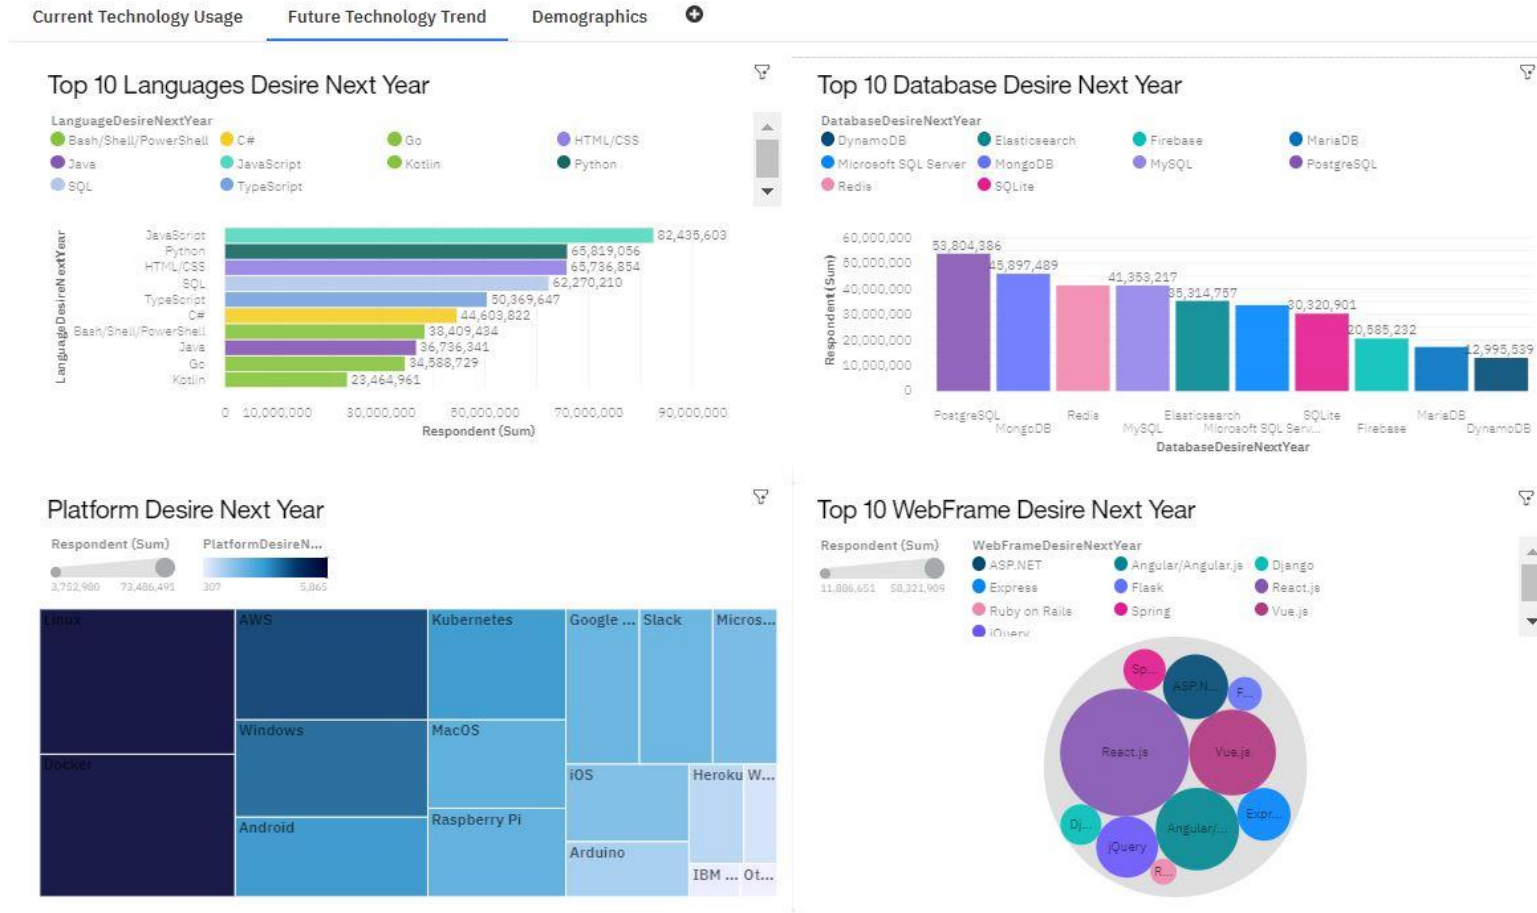 Current Technology Usage Future Technology Trend Demographics
Top 10 Languages Desire Next Year
LanguageDesireNextYear
Bash/Shell/PowerShell C# Go HTML/CSS
Java JavaScript Kotlin Python
SQL TypeScript
LanguageDesireNextYear
JavaScript 82,435,603
Python 65,819,056
HTML/CSS 65,736,854
SQL 62,270,210
TypeScript 50,369,647
C# 44,603,822
Bash/Shell/PowerShell 38,409,434
Java 36,736,341
Go 34,588,729
Kotlin 23,464,961
0 10,000,000 30,000,000 50,000,000 70,000,000 90,000,000
Respondent (Sum)
Top 10 Database Desire Next Year
DatabaseDesireNextYear
DynamoDB Elasticsearch Firebase MariaDB
Microsoft SQL Server MongoDB MySQL PostgreSQL
Redis SQLite
Respondent (Sum)
60,000,000
50,000,000
40,000,000
30,000,000
20,000,000
10,000,000
0
53,804,386
45,897,489
41,353,217
35,314,757
30,320,901
20,585,232
12,995,539
PostgreSQL Redis Elasticsearch SQLite MariaDB
MongoDB MySQL Microsoft SQL Serv... Firebase DynamoDB
DatabaseDesireNextYear
Platform Desire Next Year
Respondent (Sum) PlatformDesireN...
3,752,980 73,486,491 307 5,865
Linux AWS Kubernetes Google ... Slack Micros...
Windows MacOS
Docker iOS Heroku W...
Android Raspberry Pi
Arduino
IBM ... Ot...
Top 10 WebFrame Desire Next Year
Respondent (Sum) WebFrameDesireNextYear
ASP.NET Angular/Angular.js Django
11,886,651 58,321,909 Express Flask React.js
Ruby on Rails Spring Vue.js
jQuery
Sp...
ASP.N...
F...
React.js
Vue.js
Dj...
Angular/...
Expr...
jQuery
R...